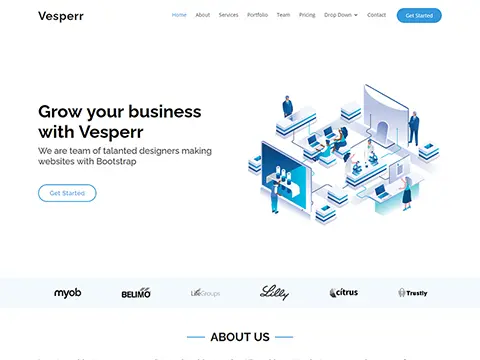 Vesperr
Home About Services Portfolio Team Pricing Drop Down Contact Get Started
Grow your business
with Vesperr
We are team of talanted designers making
websites with Bootstrap
Get Started
myob BELIMO LifeGroups Lilly citrus Trustly
ABOUT US